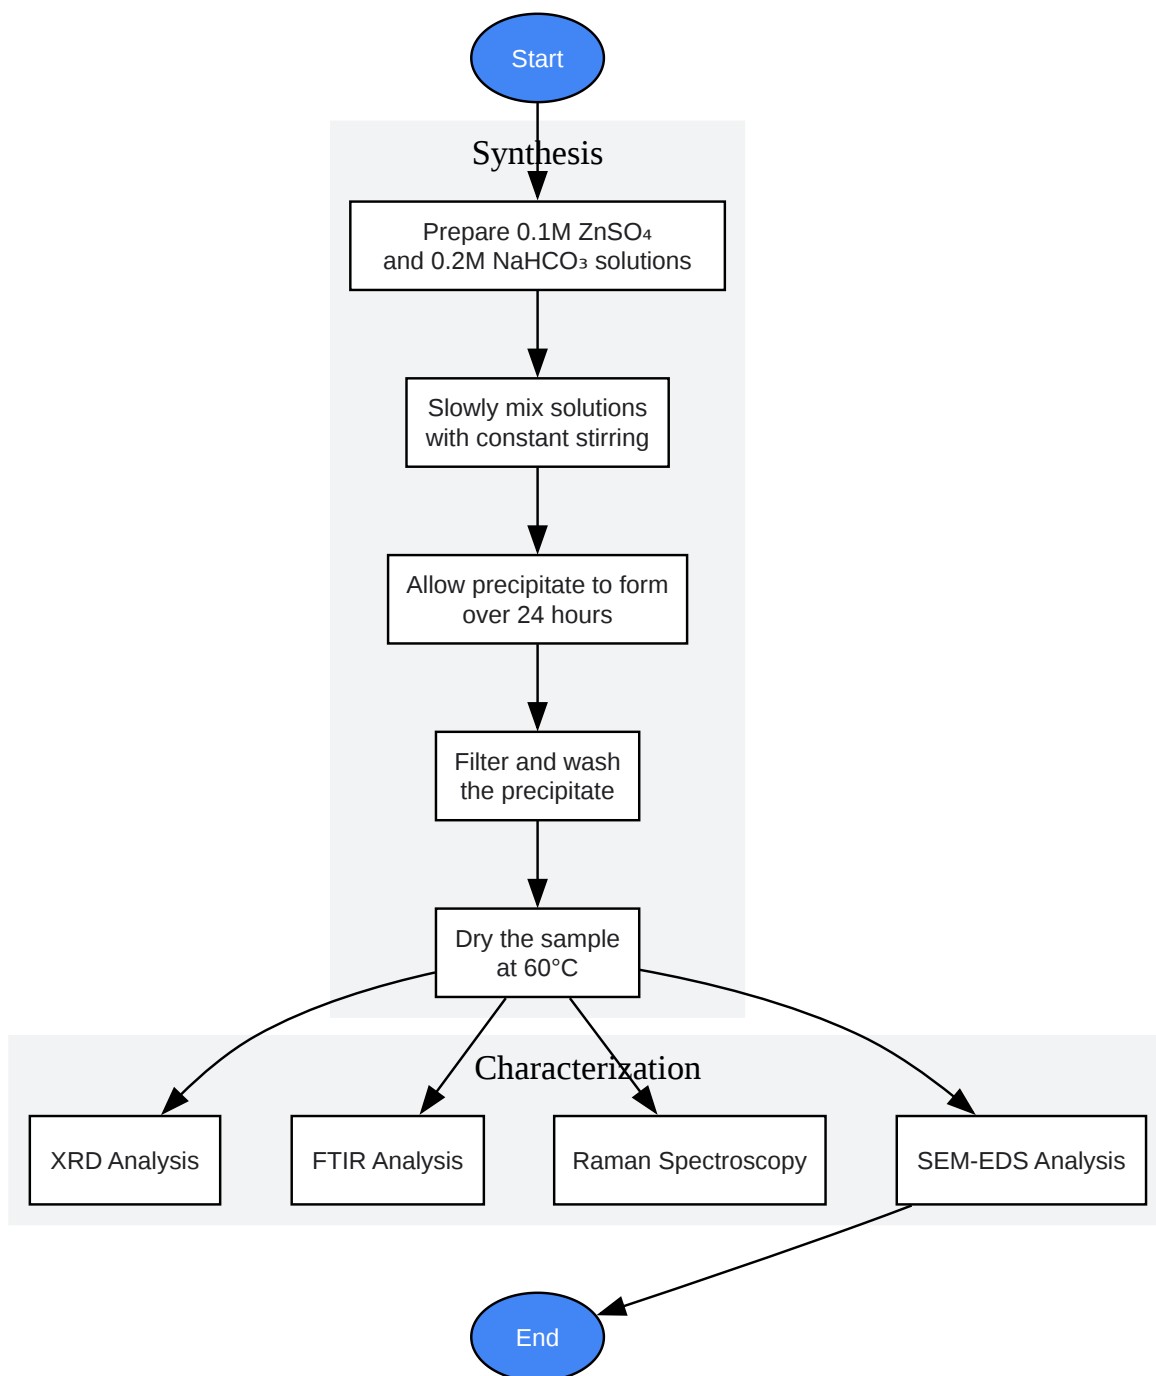 Start
Synthesis
Prepare 0.1M ZnSO₄
and 0.2M NaHCO₃ solutions
Slowly mix solutions
with constant stirring
Allow precipitate to form
over 24 hours
Filter and wash
the precipitate
Dry the sample
at 60°C
Characterization
XRD Analysis
FTIR Analysis
Raman Spectroscopy
SEM-EDS Analysis
End